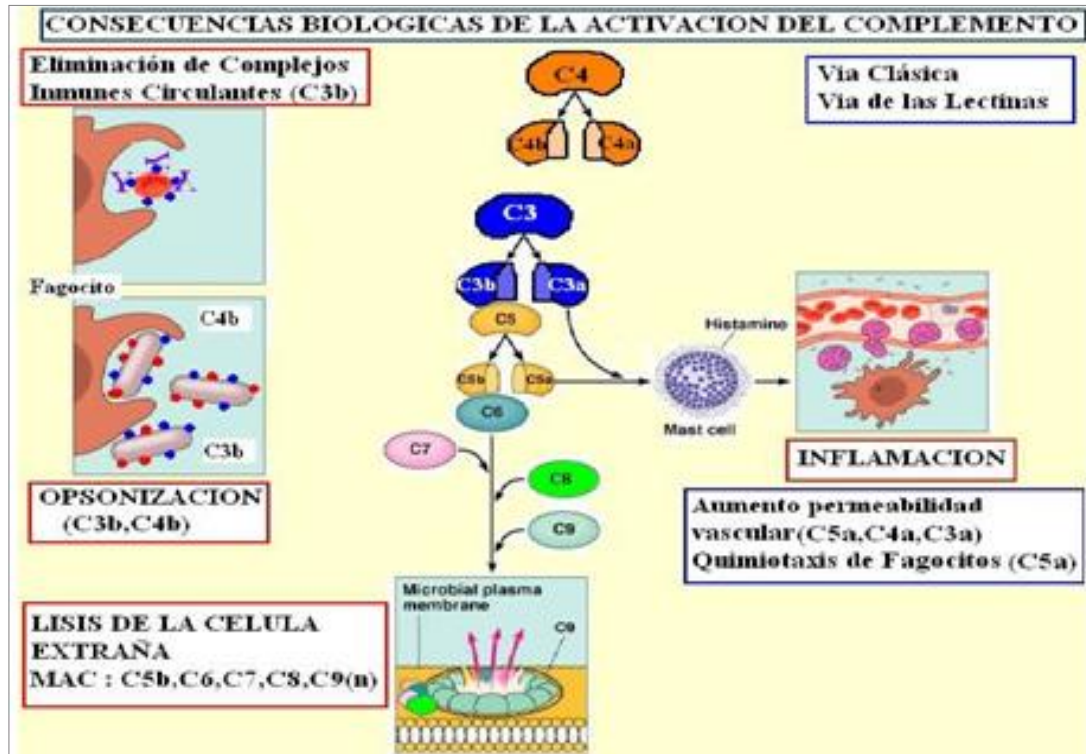 CONSECUENCIAS BIOLOGICAS DE LA ACTIVACION DEL COMPLEMENTO
Eliminación de Complejos
Inmunes Circulantes (C3b)
C4
C4b
C4a
Via Clásica
Via de las Lectinas
C3
C3b
C3a
Fagocito
C4b
C3b
OPSONIZACION
(C3b,C4b)
C5
C5b
C5a
C6
C7
C8
C9
Histamine
Mast cell
INFLAMACION
Aumento permeabilidad
vascular(C5a,C4a,C3a)
Quimiotaxis de Fagocitos (C5a)
LISIS DE LA CELULA
EXTRAÑA
MAC : C5b,C6,C7,C8,C9(n)
Microbial plasma
membrane
C9